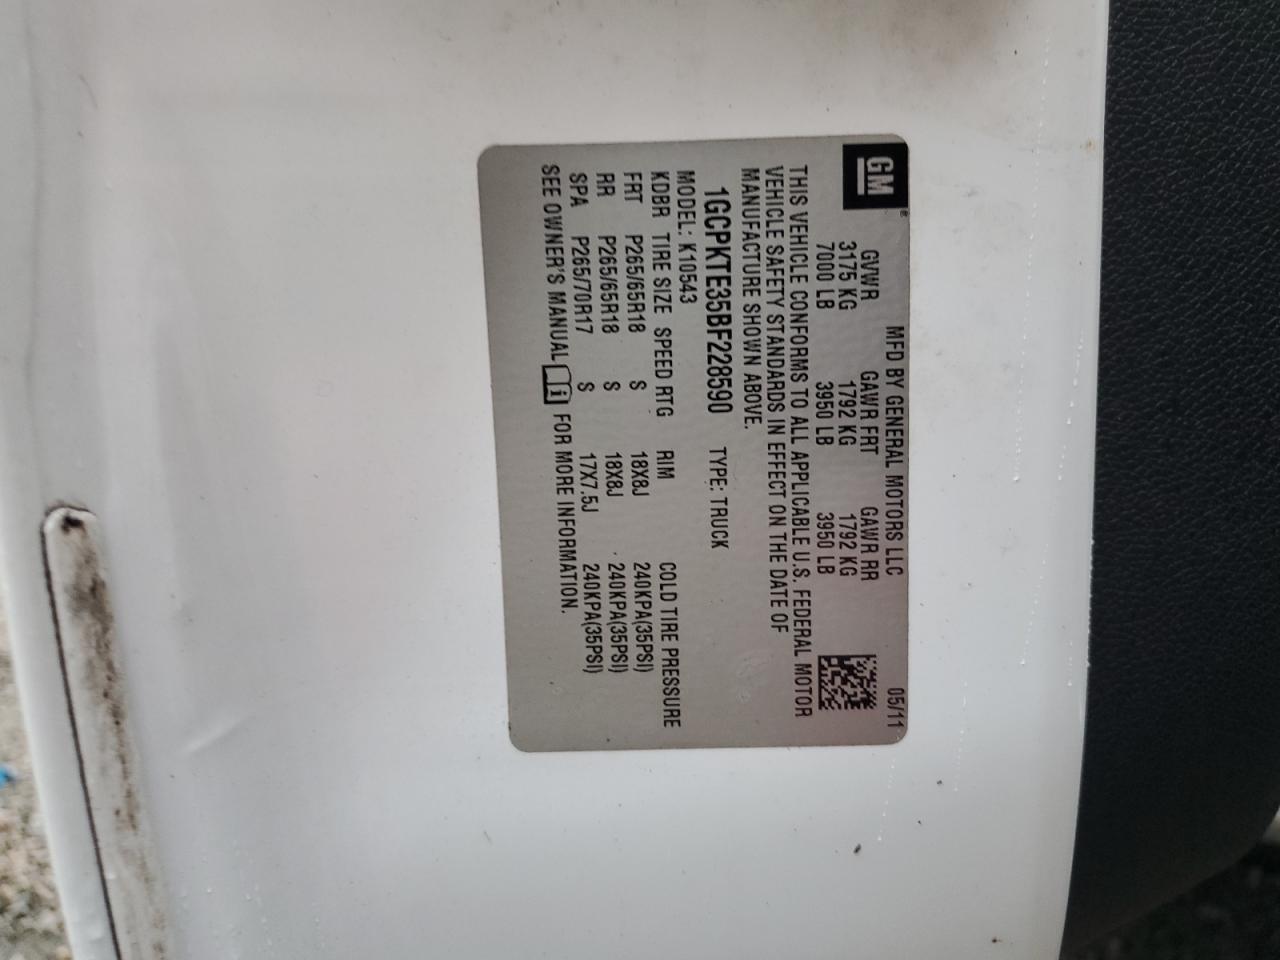 GM®
MFD BY GENERAL MOTORS LLC 05/11
GVWR GAWR FRT GAWR RR
3175 KG 1792 KG 1792 KG
7000 LB 3950 LB 3950 LB
THIS VEHICLE CONFORMS TO ALL APPLICABLE U.S. FEDERAL MOTOR
VEHICLE SAFETY STANDARDS IN EFFECT ON THE DATE OF
MANUFACTURE SHOWN ABOVE.
1GCPKTE35BF228590 TYPE: TRUCK
MODEL: K10543
KDBR TIRE SIZE SPEED RTG RIM COLD TIRE PRESSURE
FRT P265/65R18 S 18X8J 240KPA(35PSI)
RR P265/65R18 S 18X8J 240KPA(35PSI)
SPA P265/70R17 S 17X7.5J 240KPA(35PSI)
SEE OWNER'S MANUAL i FOR MORE INFORMATION.